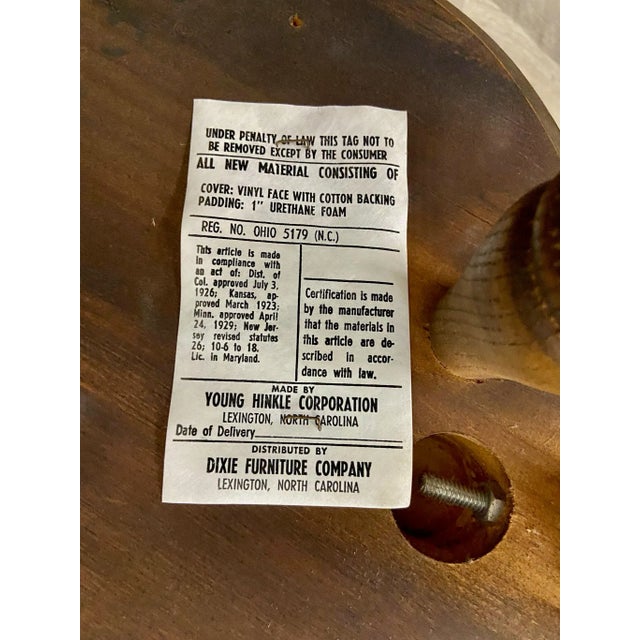 UNDER PENALTY OF LAW THIS TAG NOT TO
BE REMOVED EXCEPT BY THE CONSUMER
ALL NEW MATERIAL CONSISTING OF
COVER: VINYL FACE WITH COTTON BACKING
PADDING: 1" URETHANE FOAM
REG. NO. OHIO 5179 (N.C.)
This article is made
in compliance with
an act of: Dist. of
Col. approved July 3,
1926; Kansas, ap-
proved March 1923;
Minn. approved April
24, 1929; New Jer-
sey revised statutes
26; 10-6 to 18.
Lic. in Maryland.
Certification is made
by the manufacturer
that the materials in
this article are de-
scribed in accor-
dance with law.
MADE BY
YOUNG HINKLE CORPORATION
LEXINGTON, NORTH CAROLINA
Date of Delivery
DISTRIBUTED BY
DIXIE FURNITURE COMPANY
LEXINGTON, NORTH CAROLINA